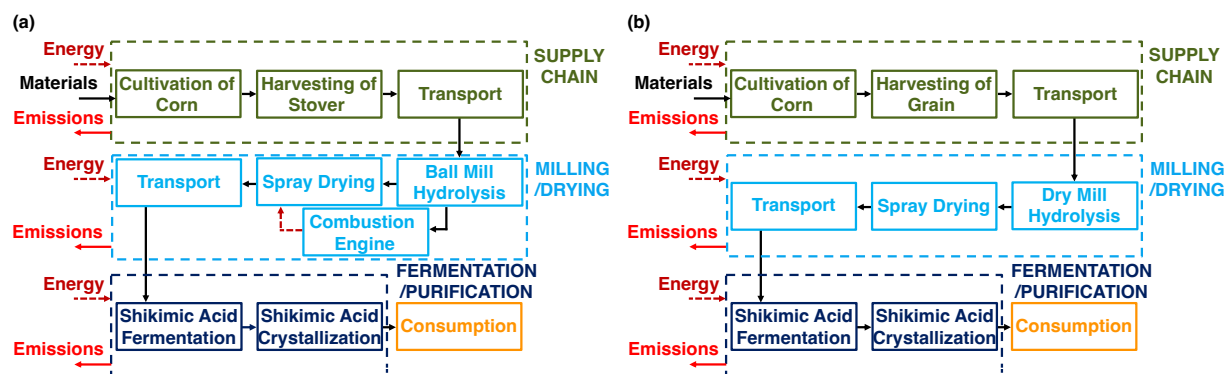 (a)
Energy
SUPPLY
CHAIN
Materials
Cultivation of
Corn
Harvesting of
Stover
Transport
Emissions
Energy
MILLING
/DRYING
Transport
Spray Drying
Ball Mill
Hydrolysis
Combustion
Engine
Emissions
FERMENTATION
/PURIFICATION
Energy
Shikimic Acid
Fermentation
Shikimic Acid
Crystallization
Consumption
Emissions
(b)
Energy
SUPPLY
CHAIN
Materials
Cultivation of
Corn
Harvesting of
Grain
Transport
Emissions
Energy
MILLING
/DRYING
Transport
Spray Drying
Dry Mill
Hydrolysis
Emissions
FERMENTATION
/PURIFICATION
Energy
Shikimic Acid
Fermentation
Shikimic Acid
Crystallization
Consumption
Emissions